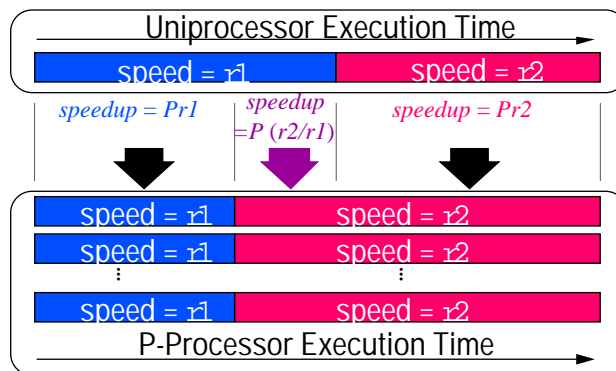 Uniprocessor Execution Time
speed = r1 speed = r2
speedup = Pr1 speedup =P (r2/r1) speedup = Pr2
speed = r1 speed = r2
speed = r1 speed = r2
⋮ ⋮
speed = r1 speed = r2
P-Processor Execution Time